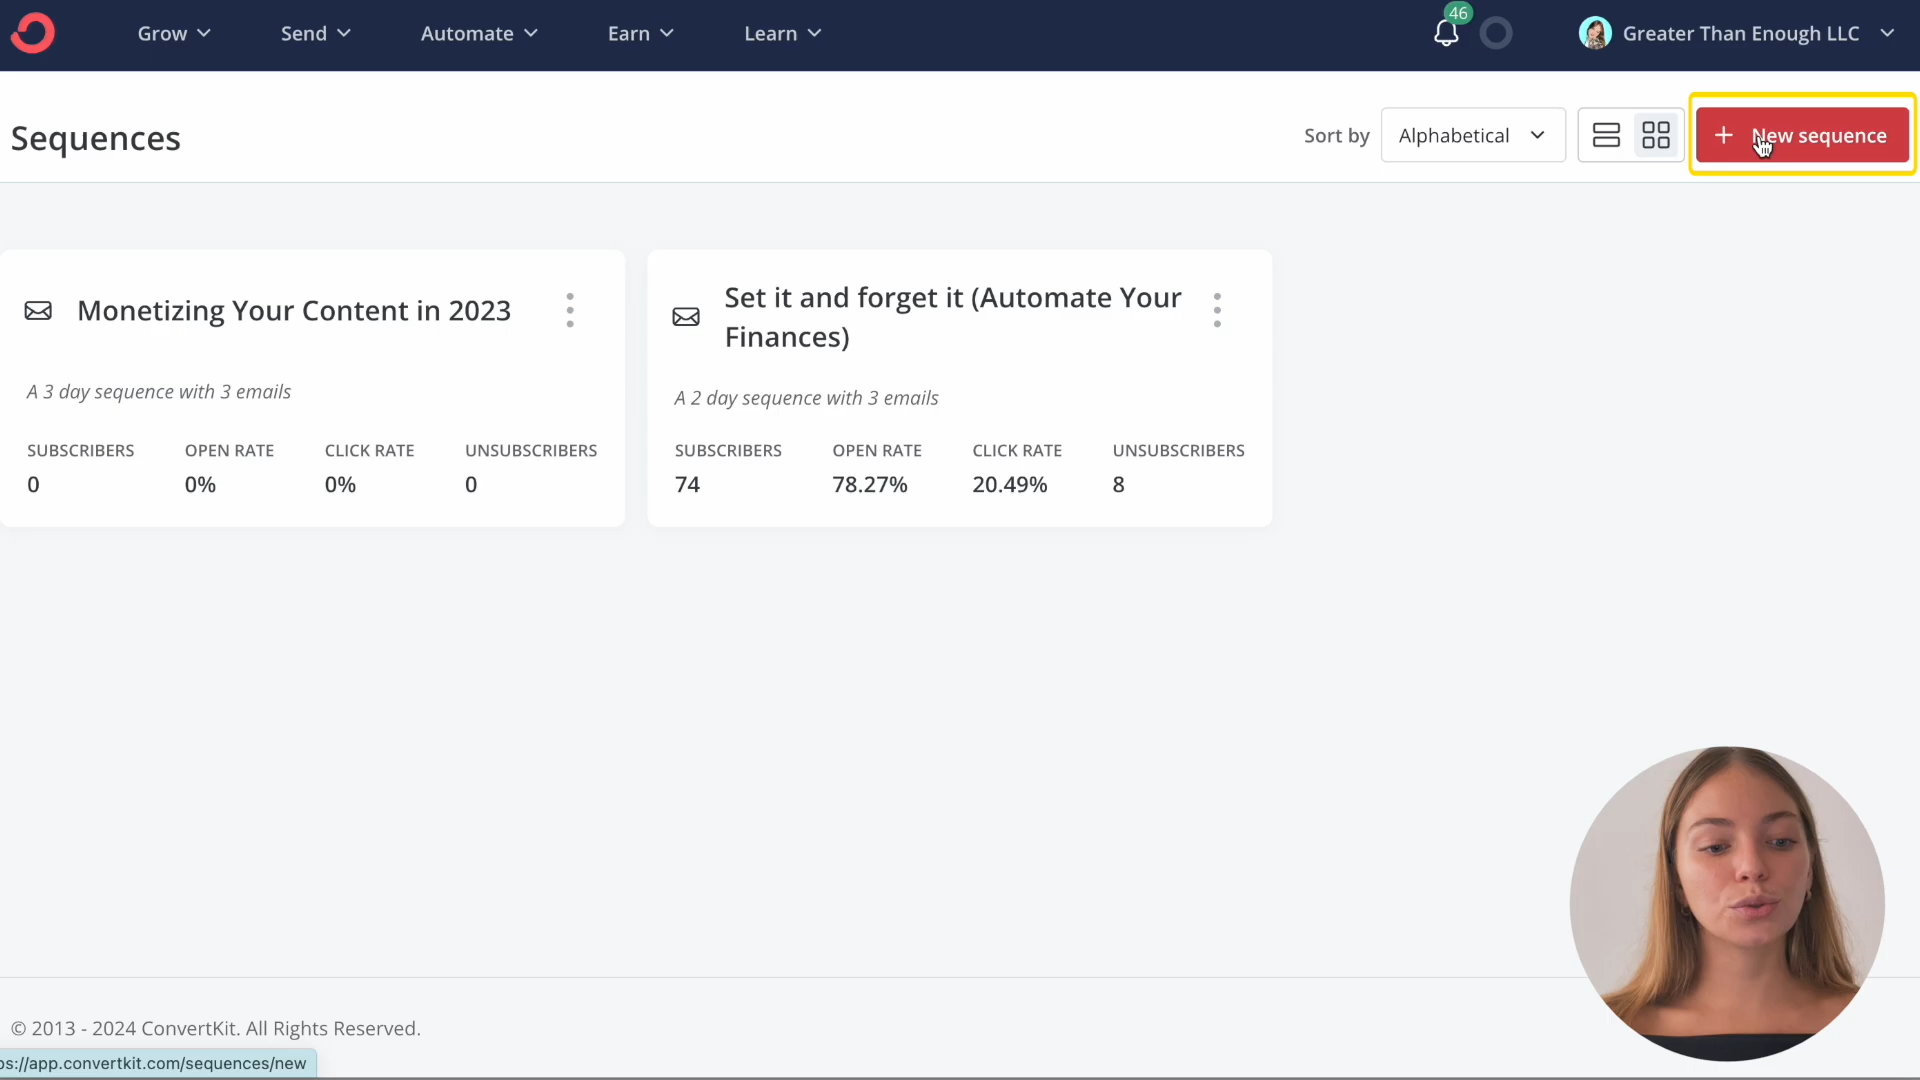 Grow Send Automate Earn Learn 46 Greater Than Enough LLC
Sequences
Sort by Alphabetical + New sequence
Monetizing Your Content in 2023
A 3 day sequence with 3 emails
SUBSCRIBERS OPEN RATE CLICK RATE UNSUBSCRIBERS
0 0% 0% 0
Set it and forget it (Automate Your
Finances)
A 2 day sequence with 3 emails
SUBSCRIBERS OPEN RATE CLICK RATE UNSUBSCRIBERS
74 78.27% 20.49% 8
© 2013 - 2024 ConvertKit. All Rights Reserved.
ps://app.convertkit.com/sequences/new